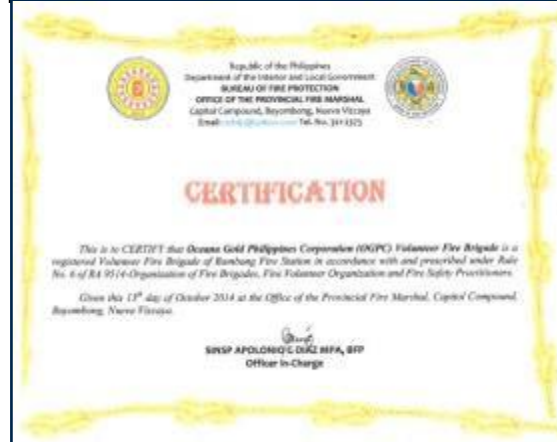 Republic of the Philippines
Department of the Interior and Local Government
BUREAU OF FIRE PROTECTION
OFFICE OF THE PROVINCIAL FIRE MARSHAL
Capitol Compound, Bayombong, Nueva Vizcaya
Email: Tel. No. 321-2375
CERTIFICATION
This is to CERTIFY that Oceana Gold Philippines Corporation (OGPC) Volunteer Fire Brigade is a
registered Volunteer Fire Brigade of Bambang Fire Station in accordance with and prescribed under Rule
No. 6 of RA 9514-Organization of Fire Brigades, Fire Volunteer Organization and Fire Safety Practitioners.
Given this 13th day of October 2014 at the Office of the Provincial Fire Marshal, Capitol Compound,
Bayombong, Nueva Vizcaya.
SINSP APOLONIO G DIAZ MPA, BFP
Officer In-Charge